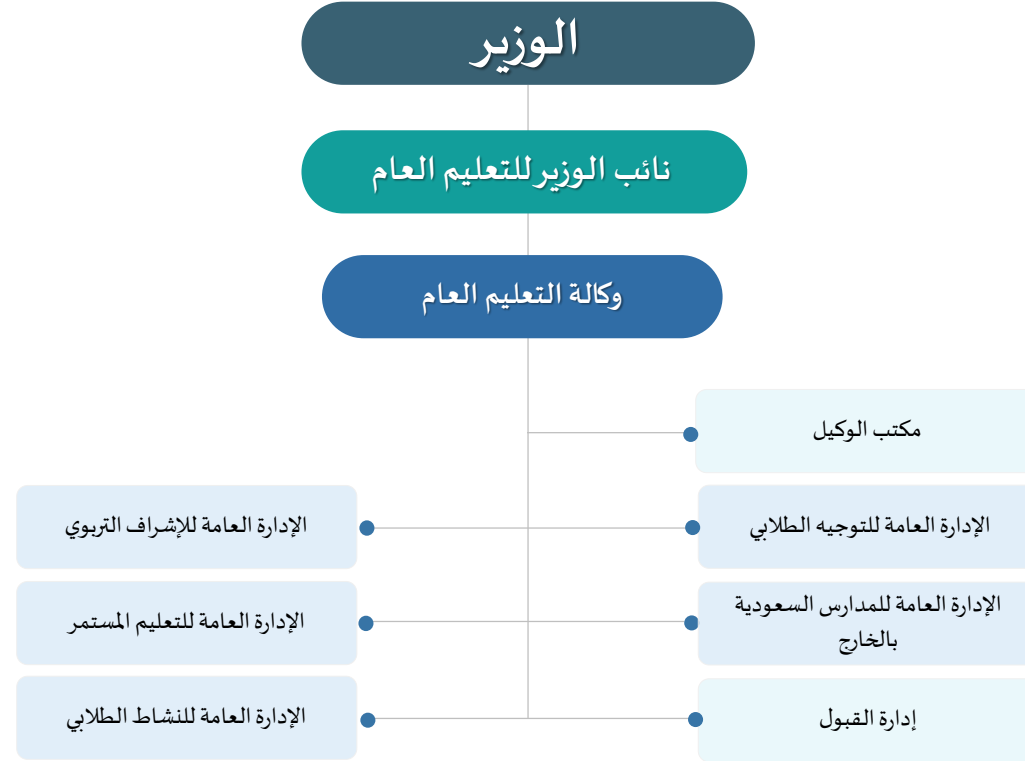 الوزير
نائب الوزير للتعليم العام
وكالة التعليم العام
مكتب الوكيل
الإدارة العامة للتوجيه الطلابي
الإدارة العامة للإشراف التربوي
الإدارة العامة للمدارس السعودية
بالخارج
الإدارة العامة للتعليم المستمر
إدارة القبول
الإدارة العامة للنشاط الطلابي